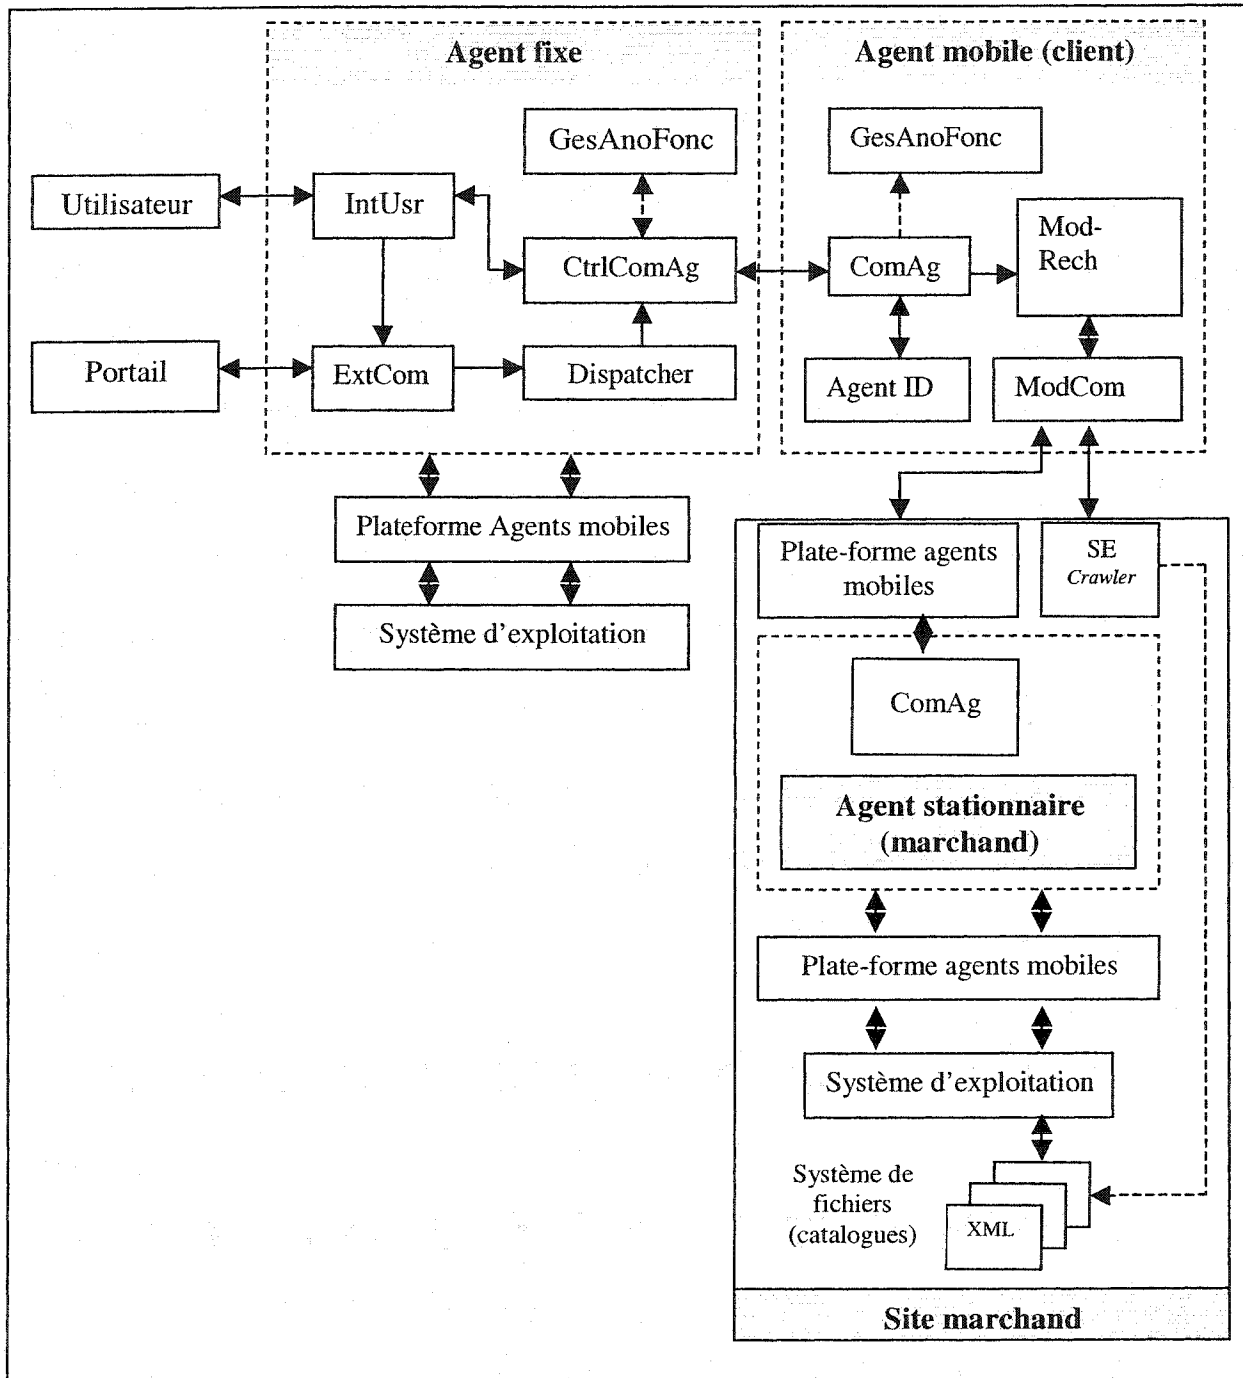 Agent fixe
Agent mobile (client)
GesAnoFonc
GesAnoFonc
Utilisateur
IntUsr
CtrlComAg
ComAg
Mod-
Rech
Portail
ExtCom
Dispatcher
Agent ID
ModCom
Plateforme Agents mobiles
Système d'exploitation
Plate-forme agents
mobiles
SE
Crawler
ComAg
Agent stationnaire
(marchand)
Plate-forme agents mobiles
Système d'exploitation
Système de
fichiers
(catalogues)
XML
Site marchand